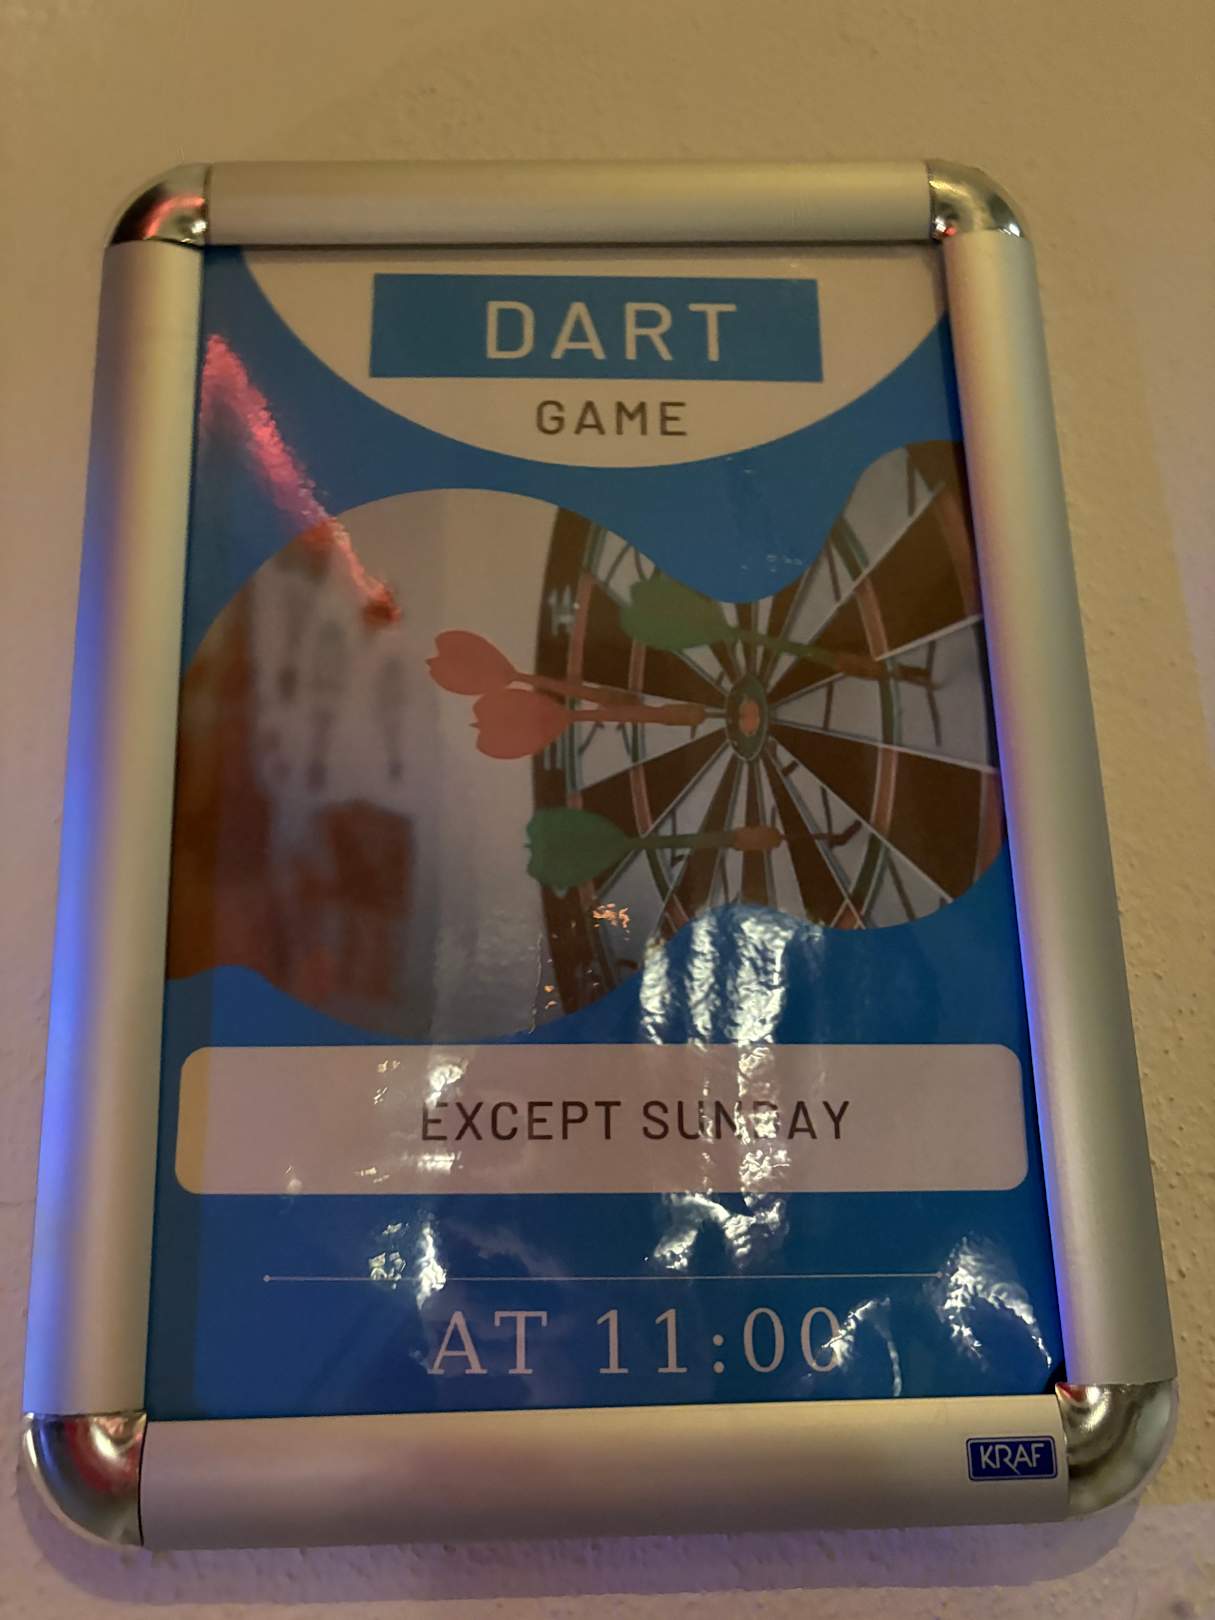 DART
GAME
EXCEPT SUNDAY
AT 11:00
KRAF